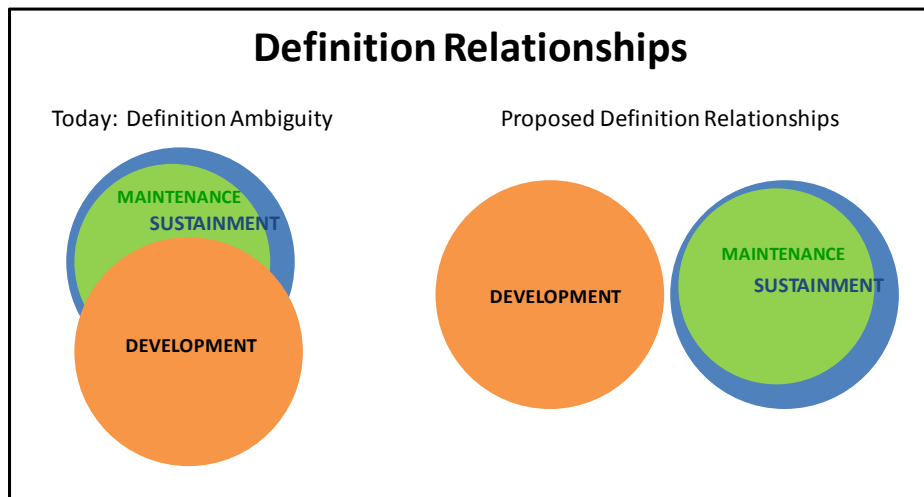 Definition Relationships
Today: Definition Ambiguity
MAINTENANCE
SUSTAINMENT
DEVELOPMENT
Proposed Definition Relationships
DEVELOPMENT
MAINTENANCE
SUSTAINMENT